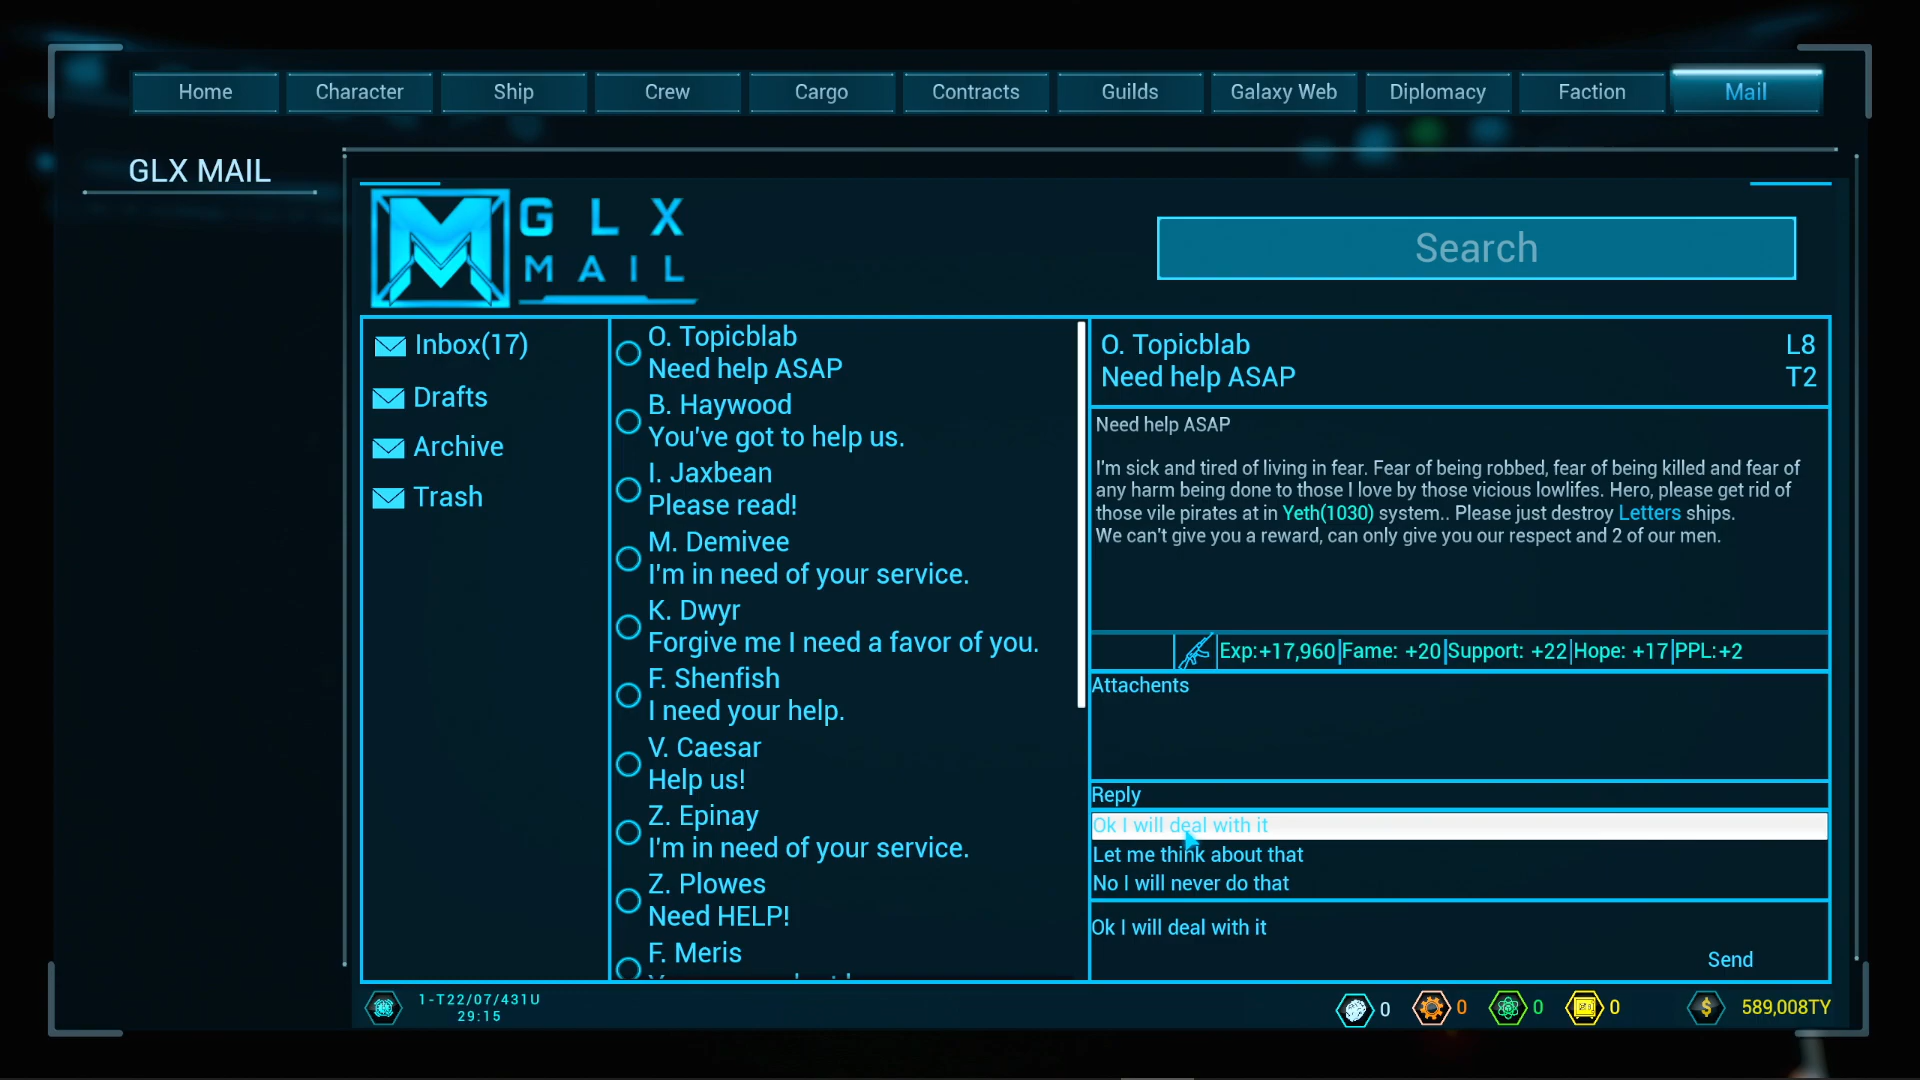 Home Character Ship Crew Cargo Contracts Guilds Galaxy Web Diplomacy Faction Mail
GLX MAIL
GLX
MAIL
Search
Inbox(17)
Drafts
Archive
Trash
O. Topicblab
Need help ASAP
B. Haywood
You've got to help us.
I. Jaxbean
Please read!
M. Demivee
I'm in need of your service.
K. Dwyr
Forgive me I need a favor of you.
F. Shenfish
I need your help.
V. Caesar
Help us!
Z. Epinay
I'm in need of your service.
Z. Plowes
Need HELP!
F. Meris
O. Topicblab L8
Need help ASAP T2
Need help ASAP
I'm sick and tired of living in fear. Fear of being robbed, fear of being killed and fear of
any harm being done to those I love by those vicious lowlifes. Hero, please get rid of
those vile pirates at in Yeth(1030) system.. Please just destroy Letters ships.
We can't give you a reward, can only give you our respect and 2 of our men.
Exp:+17,960|Fame: +20|Support: +22|Hope: +17|PPL:+2
Attachents
Reply
Ok I will deal with it
Let me think about that
No I will never do that
Ok I will deal with it
Send
1-T22/07/431U
29:15
0 0 0 0 589,008TY